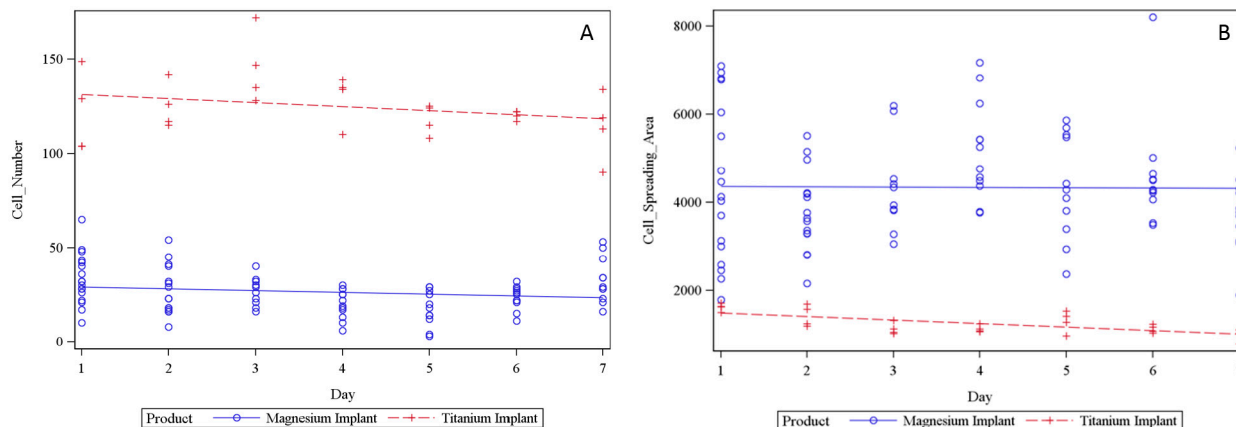 A
150
100
50
0
Cell_Number
1 2 3 4 5 6 7
Day
Product Magnesium Implant Titanium Implant
B
8000
6000
4000
2000
Cell_Spreading_Area
1 2 3 4 5 6
Day
Product Magnesium Implant Titanium Implant